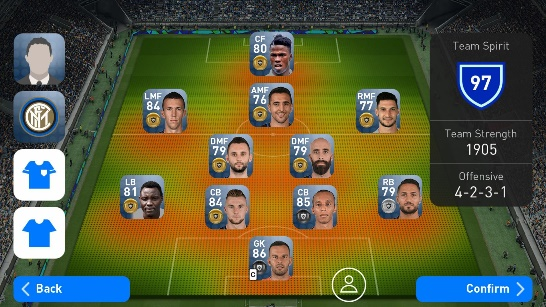 CF
80
Team Spirit
97
LMF
84
AMF
76
RMF
77
Team Strength
1905
DMF
79
DMF
79
Offensive
4-2-3-1
LB
81
CB
84
CB
85
RB
79
GK
86
C
Back
Confirm